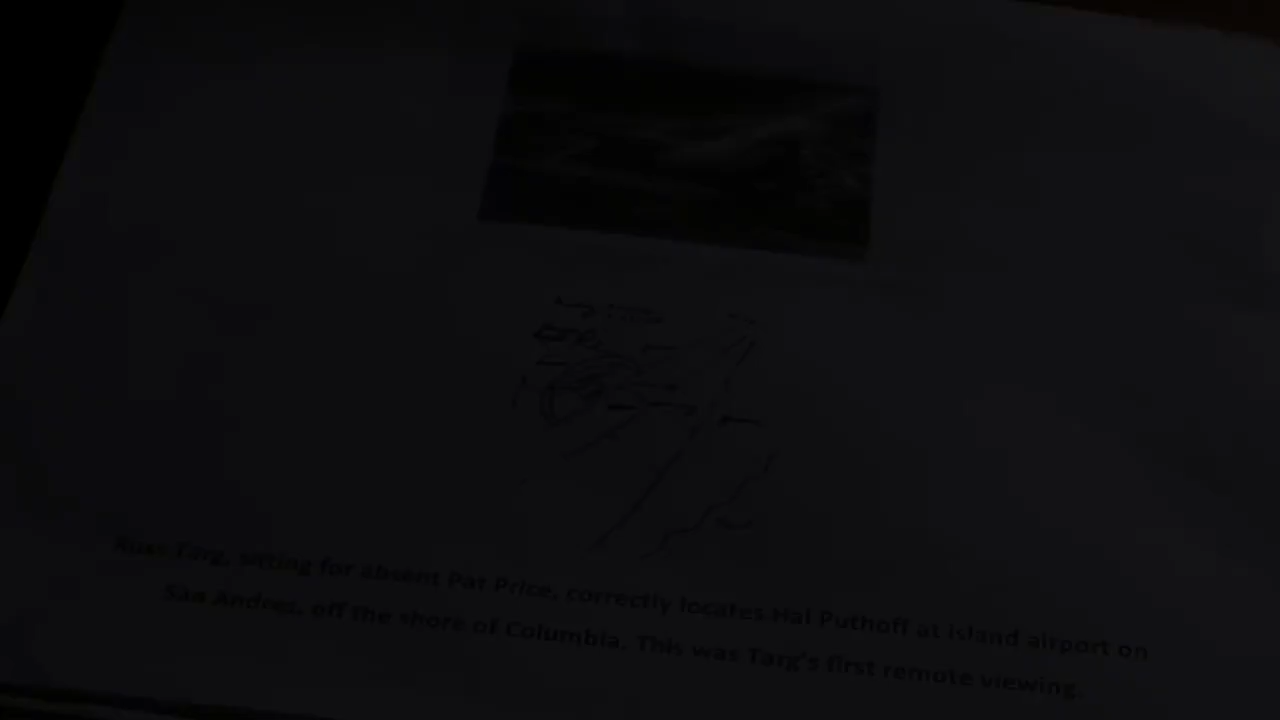 Russ Targ, sitting for absent Pat Price, correctly locates Hal Puthoff at island airport on
San Andres, off the shore of Columbia. This was Targ's first remote viewing.